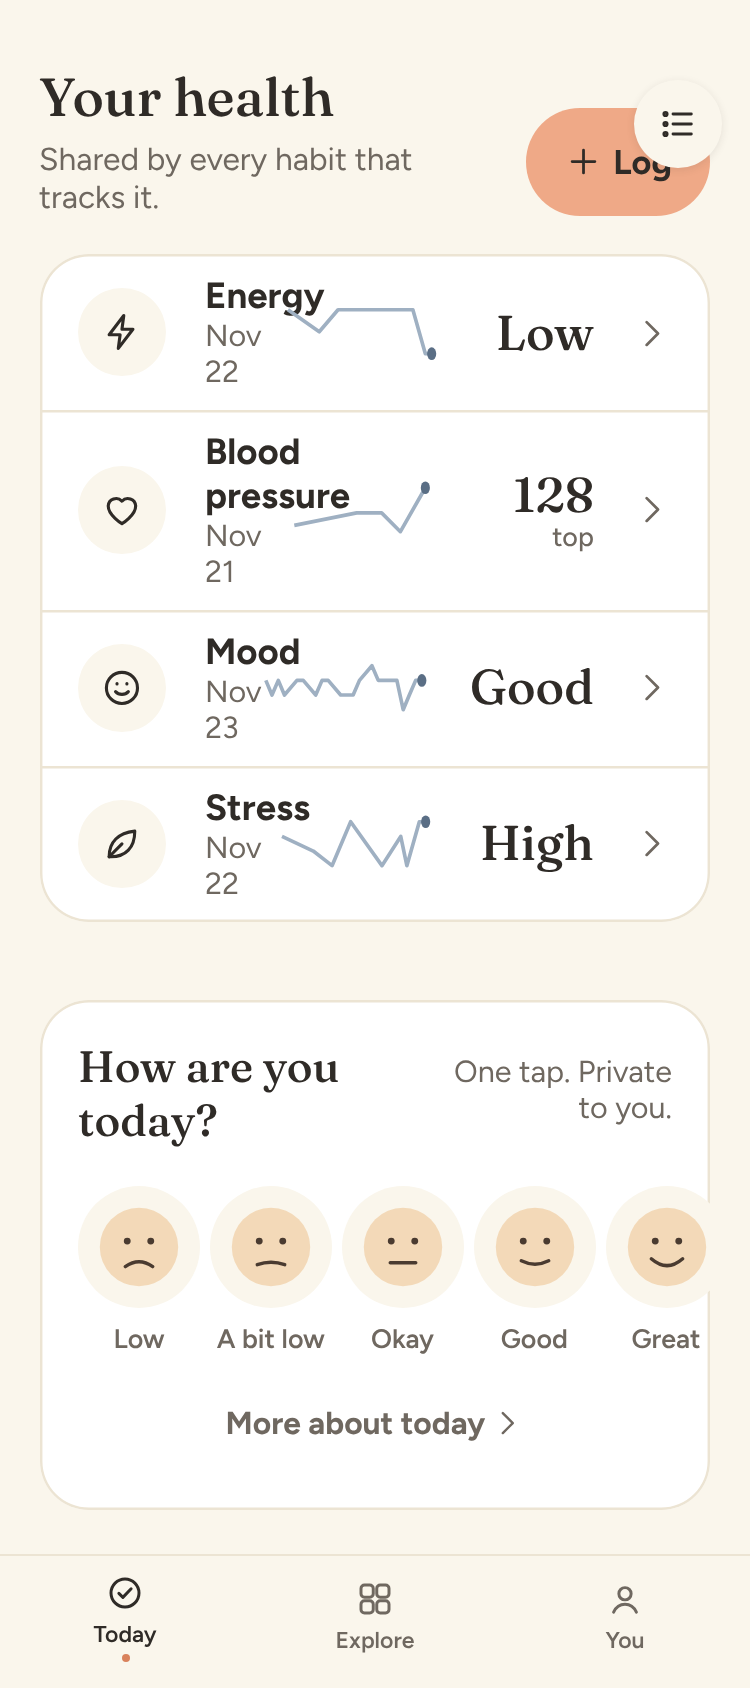 Your health
Shared by every habit that
tracks it.
+ Log
Energy
Nov
22
Low
Blood
pressure
Nov
21
128
top
Mood
Nov
23
Good
Stress
Nov
22
High
How are you
today?
One tap. Private
to you.
Low
A bit low
Okay
Good
Great
More about today
Today
Explore
You